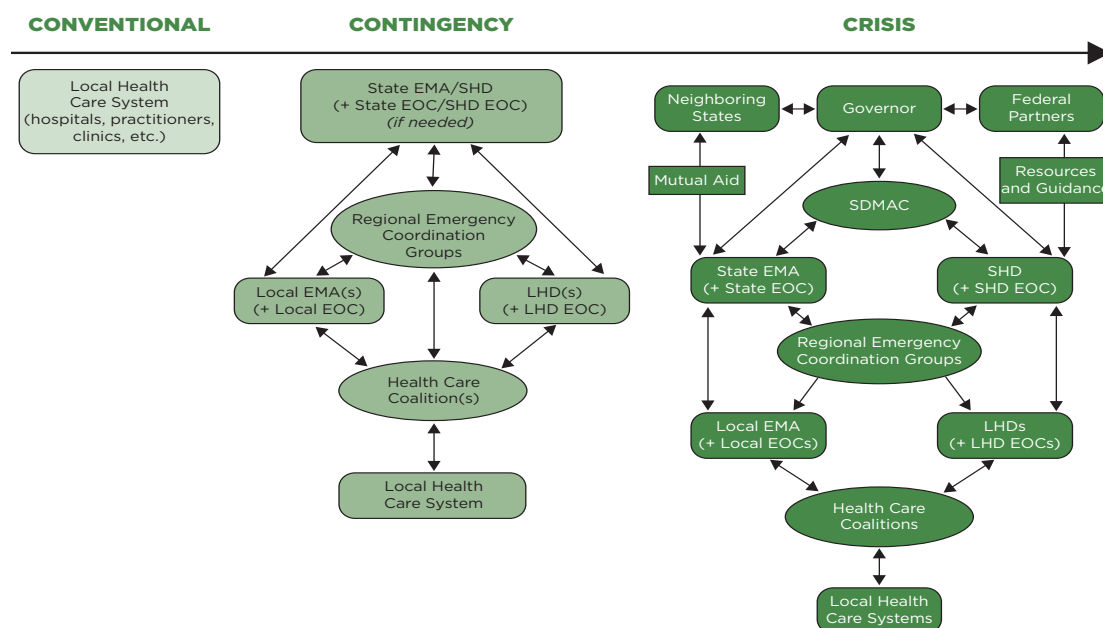 CONVENTIONAL
CONTINGENCY
CRISIS
Local Health
Care System
(hospitals, practitioners,
clinics, etc.)
State EMA/SHD
(+ State EOC/SHD EOC)
(if needed)
Regional Emergency
Coordination
Groups
Local EMA(s)
(+ Local EOC)
LHD(s)
(+ LHD EOC)
Health Care
Coalition(s)
Local Health
Care System
Neighboring
States
Governor
Federal
Partners
Mutual Aid
Resources
and Guidance
SDMAC
State EMA
(+ State EOC)
SHD
(+ SHD EOC)
Regional Emergency
Coordination Groups
Local EMA
(+ Local EOCs)
LHDs
(+ LHD EOCs)
Health Care
Coalitions
Local Health
Care Systems